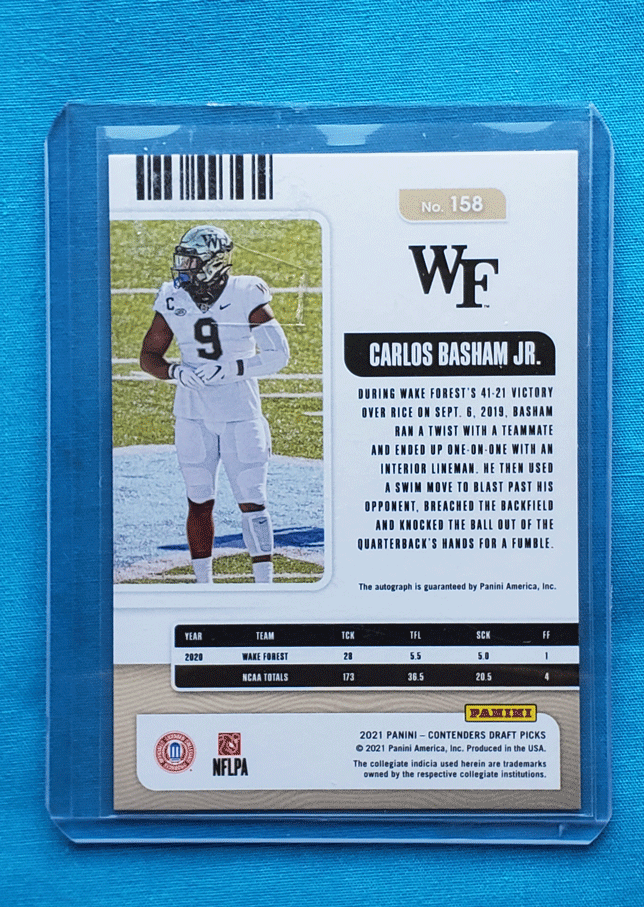 No. 158
WF
CARLOS BASHAM JR.
DURING WAKE FOREST'S 41-21 VICTORY
OVER RICE ON SEPT. 6, 2019, BASHAM
RAN A TWIST WITH A TEAMMATE
AND ENDED UP ONE-ON-ONE WITH AN
INTERIOR LINEMAN. HE THEN USED
A SWIM MOVE TO BLAST PAST HIS
OPPONENT, BREACHED THE BACKFIELD
AND KNOCKED THE BALL OUT OF THE
QUARTERBACK'S HANDS FOR A FUMBLE.
The autograph is guaranteed by Panini America, Inc.
WF
C
9
YEAR TEAM TCK TFL SCK FF
2020 WAKE FOREST 28 5.5 5.0 1
NCAA TOTALS 173 36.5 20.5 4
PANINI
2021 PANINI – CONTENDERS DRAFT PICKS
© 2021 Panini America, Inc. Produced in the USA.
The collegiate indicia used herein are trademarks
owned by the respective collegiate institutions.
NFLPA